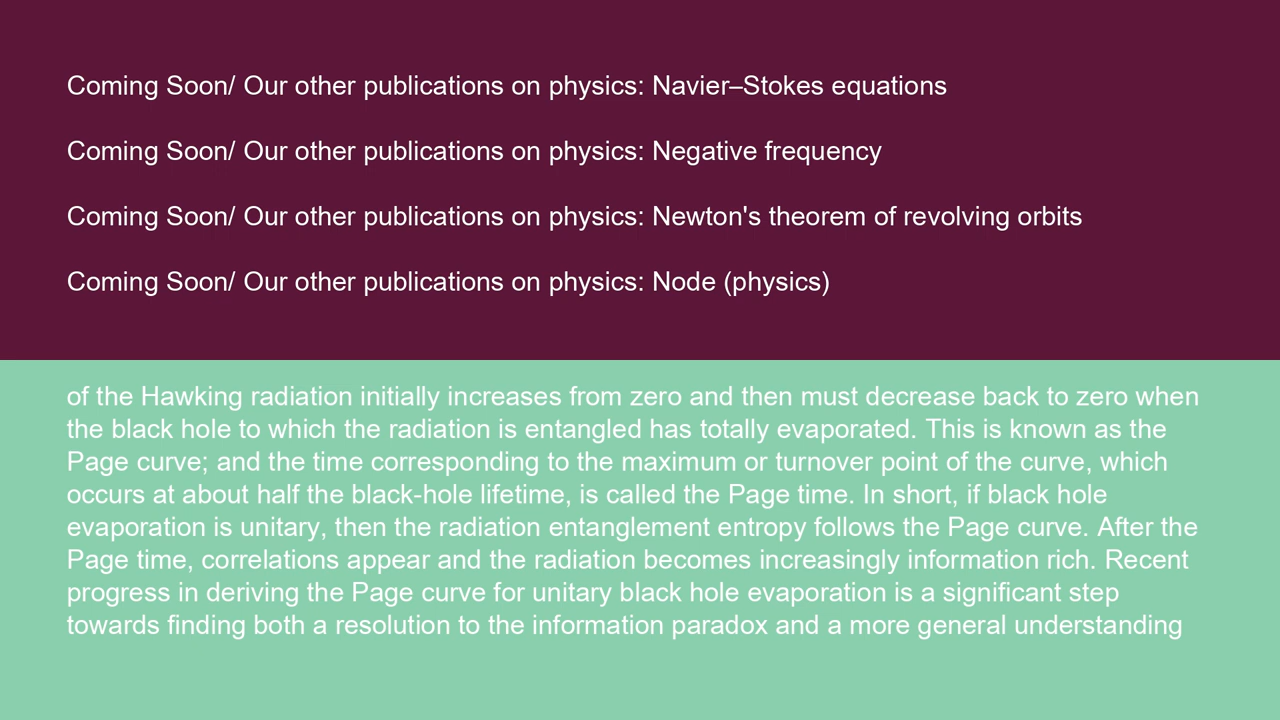 Coming Soon/ Our other publications on physics: Navier–Stokes equations
Coming Soon/ Our other publications on physics: Negative frequency
Coming Soon/ Our other publications on physics: Newton's theorem of revolving orbits
Coming Soon/ Our other publications on physics: Node (physics)
of the Hawking radiation initially increases from zero and then must decrease back to zero when
the black hole to which the radiation is entangled has totally evaporated. This is known as the
Page curve; and the time corresponding to the maximum or turnover point of the curve, which
occurs at about half the black-hole lifetime, is called the Page time. In short, if black hole
evaporation is unitary, then the radiation entanglement entropy follows the Page curve. After the
Page time, correlations appear and the radiation becomes increasingly information rich. Recent
progress in deriving the Page curve for unitary black hole evaporation is a significant step
towards finding both a resolution to the information paradox and a more general understanding